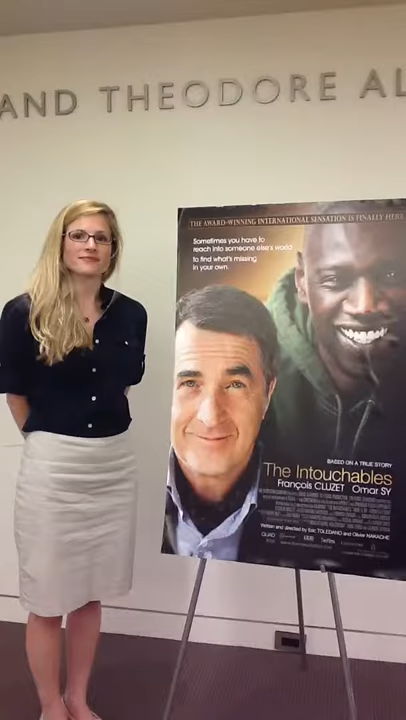 AND THEODORE AL
THE AWARD-WINNING INTERNATIONAL SENSATION IS FINALLY HERE
Sometimes you have to
reach into someone else's world
to find what's missing
in your own.
BASED ON A TRUE STORY
The Intouchables
François CLUZET Omar SY
Written and directed by Eric TOLEDANO and Olivier NAKACHE